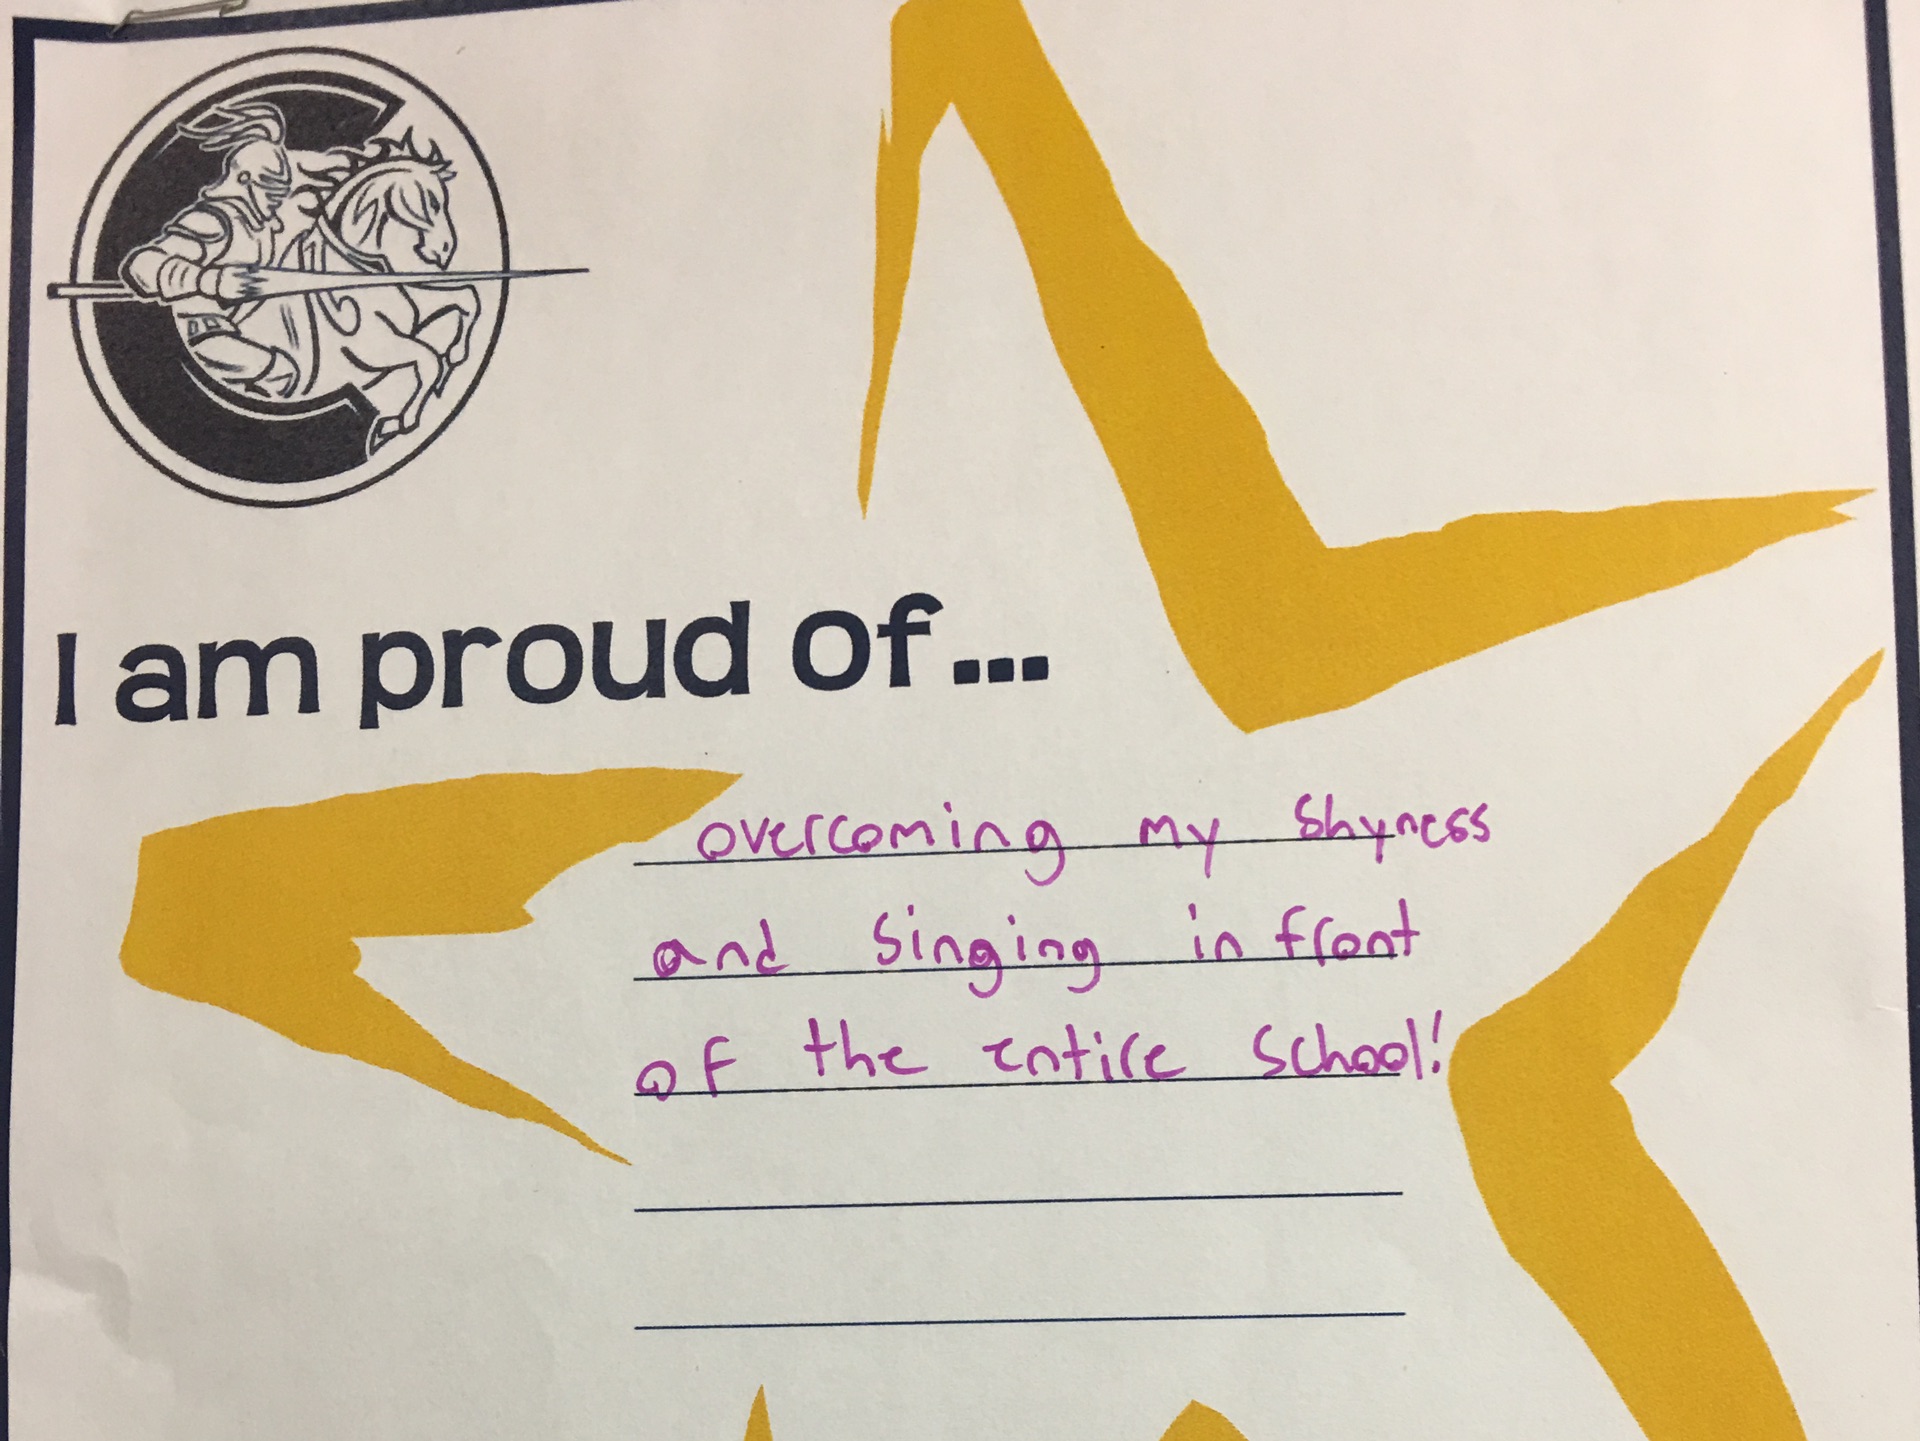 I am proud of...
overcoming my shyness
and singing in front
of the entire school!